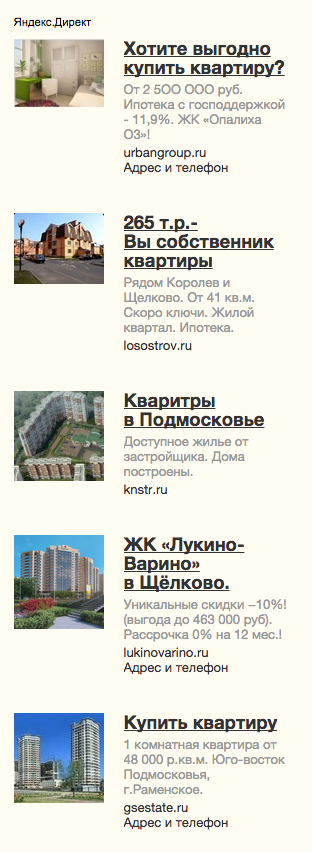 Яндекс.Директ
Хотите выгодно
купить квартиру?
От 2 500 000 руб.
Ипотека с господдержкой
- 11,9%. ЖК «Опалиха
О3»!
urbangroup.ru
Адрес и телефон
265 т.р.-
Вы собственник
квартиры
Рядом Королев и
Щелково. От 41 кв.м.
Скоро ключи. Жилой
квартал. Ипотека.
losostrov.ru
Кваритры
в Подмосковье
Доступное жилье от
застройщика. Дома
построены.
knstr.ru
ЖК «Лукино-
Варино»
в Щёлково.
Уникальные скидки –10%!
(выгода до 463 000 руб).
Рассрочка 0% на 12 мес.!
lukinovarino.ru
Адрес и телефон
Купить квартиру
1 комнатная квартира от
48 000 р.кв.м. Юго-восток
Подмосковья,
г.Раменское.
gsestate.ru
Адрес и телефон